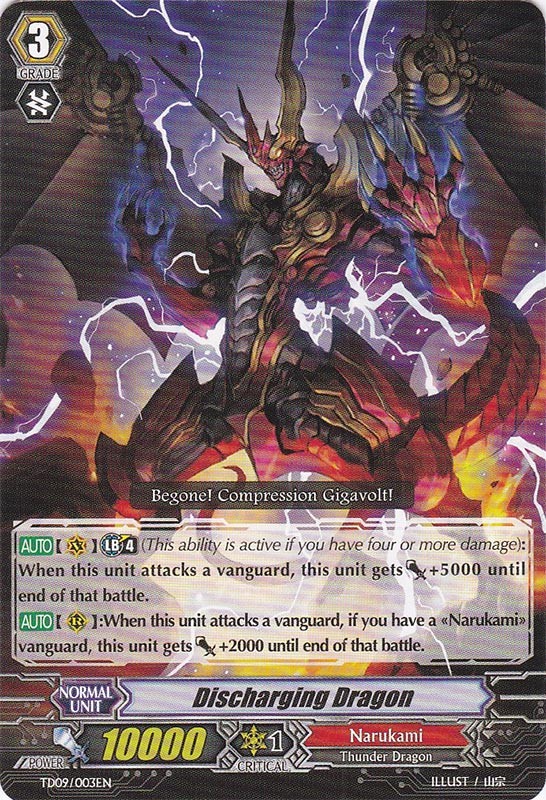 3
GRADE
Begone! Compression Gigavolt!
AUTO【 V 】LB 4 (This ability is active if you have four or more damage):
When this unit attacks a vanguard, this unit gets +5000 until
end of that battle.
AUTO【 R 】:When this unit attacks a vanguard, if you have a «Narukami»
vanguard, this unit gets +2000 until end of that battle.
NORMAL
UNIT
Discharging Dragon
POWER
10000
1
CRITICAL
Narukami
Thunder Dragon
TD09/003EN
ILLUST / 山宗